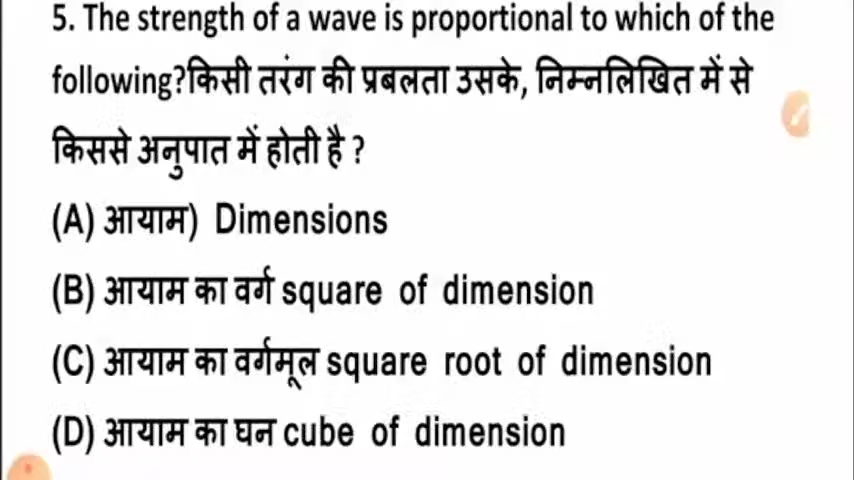 5. The strength of a wave is proportional to which of the
following?किसी तरंग की प्रबलता उसके, निम्नलिखित में से
किससे अनुपात में होती है ?
(A) आयाम) Dimensions
(B) आयाम का वर्ग square of dimension
(C) आयाम का वर्गमूल square root of dimension
(D) आयाम का घन cube of dimension